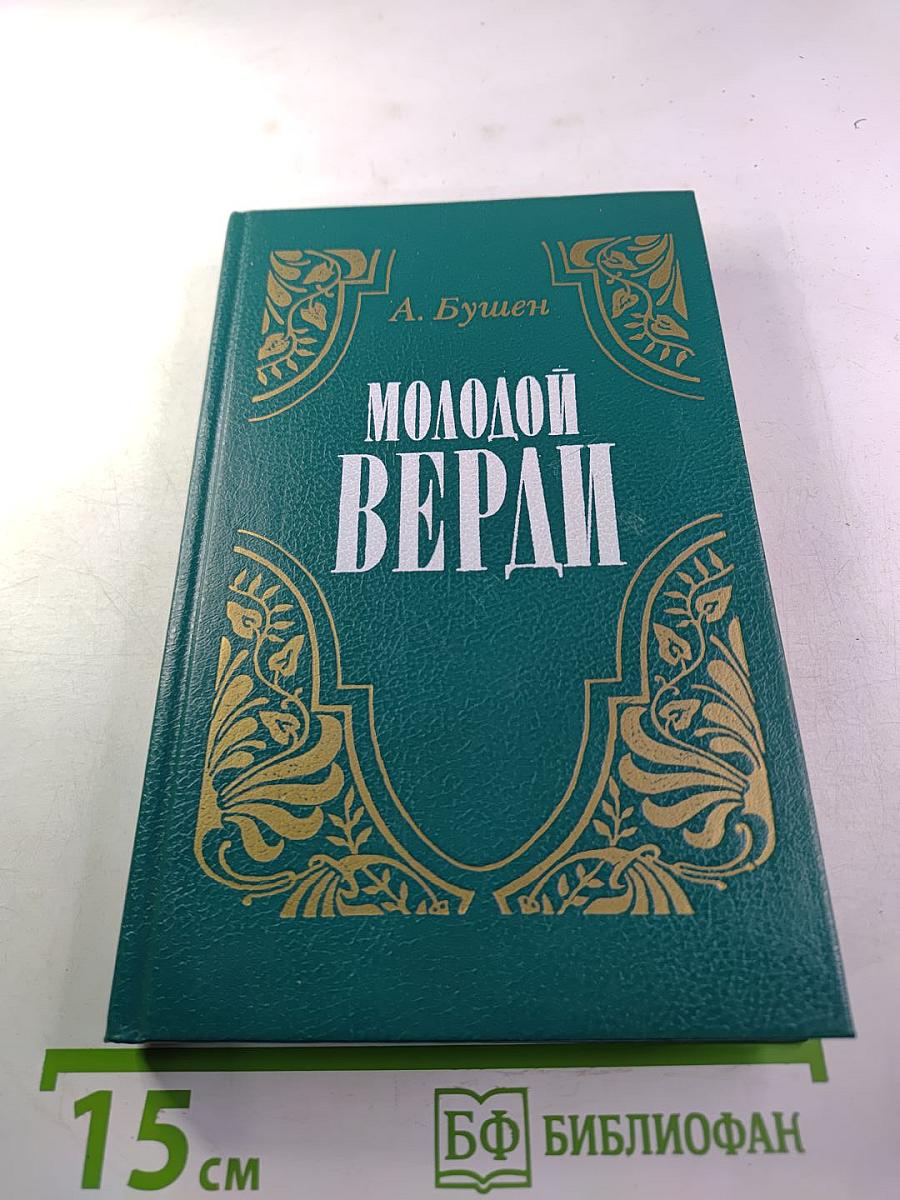 А. Бушен
МОЛОДОЙ
ВЕРДИ
15 см
БФ БИБЛИОФАН